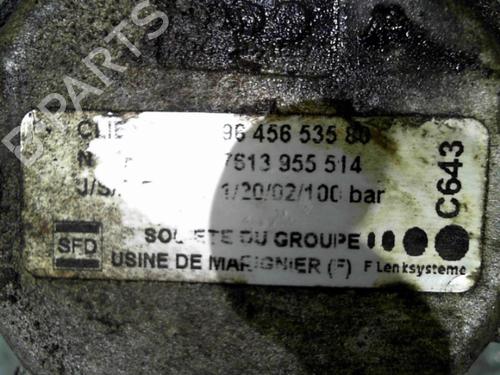 B-PARTS
96 456 535 80
7613 955 514
J/S/ 1/20/02/100 bar
C643
SFD
SOCIETE DU GROUPE
USINE DE MARIGNIER (F) F Lenksysteme